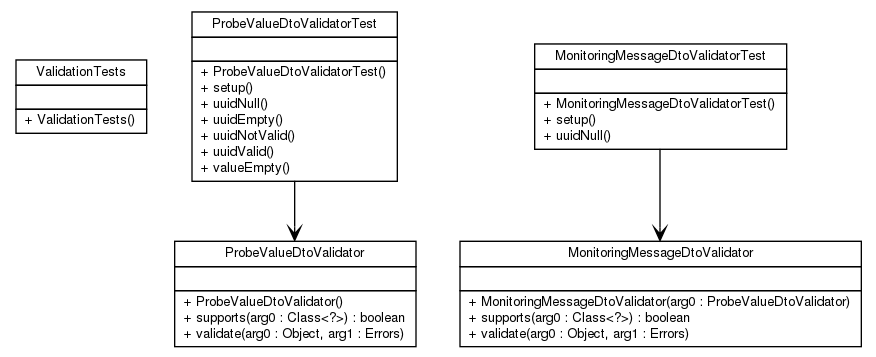 ValidationTests
+ ValidationTests()
ProbeValueDtoValidatorTest
+ ProbeValueDtoValidatorTest()
+ setup()
+ uuidNull()
+ uuidEmpty()
+ uuidNotValid()
+ uuidValid()
+ valueEmpty()
MonitoringMessageDtoValidatorTest
+ MonitoringMessageDtoValidatorTest()
+ setup()
+ uuidNull()
ProbeValueDtoValidator
+ ProbeValueDtoValidator()
+ supports(arg0 : Class<?>) : boolean
+ validate(arg0 : Object, arg1 : Errors)
MonitoringMessageDtoValidator
+ MonitoringMessageDtoValidator(arg0 : ProbeValueDtoValidator)
+ supports(arg0 : Class<?>) : boolean
+ validate(arg0 : Object, arg1 : Errors)